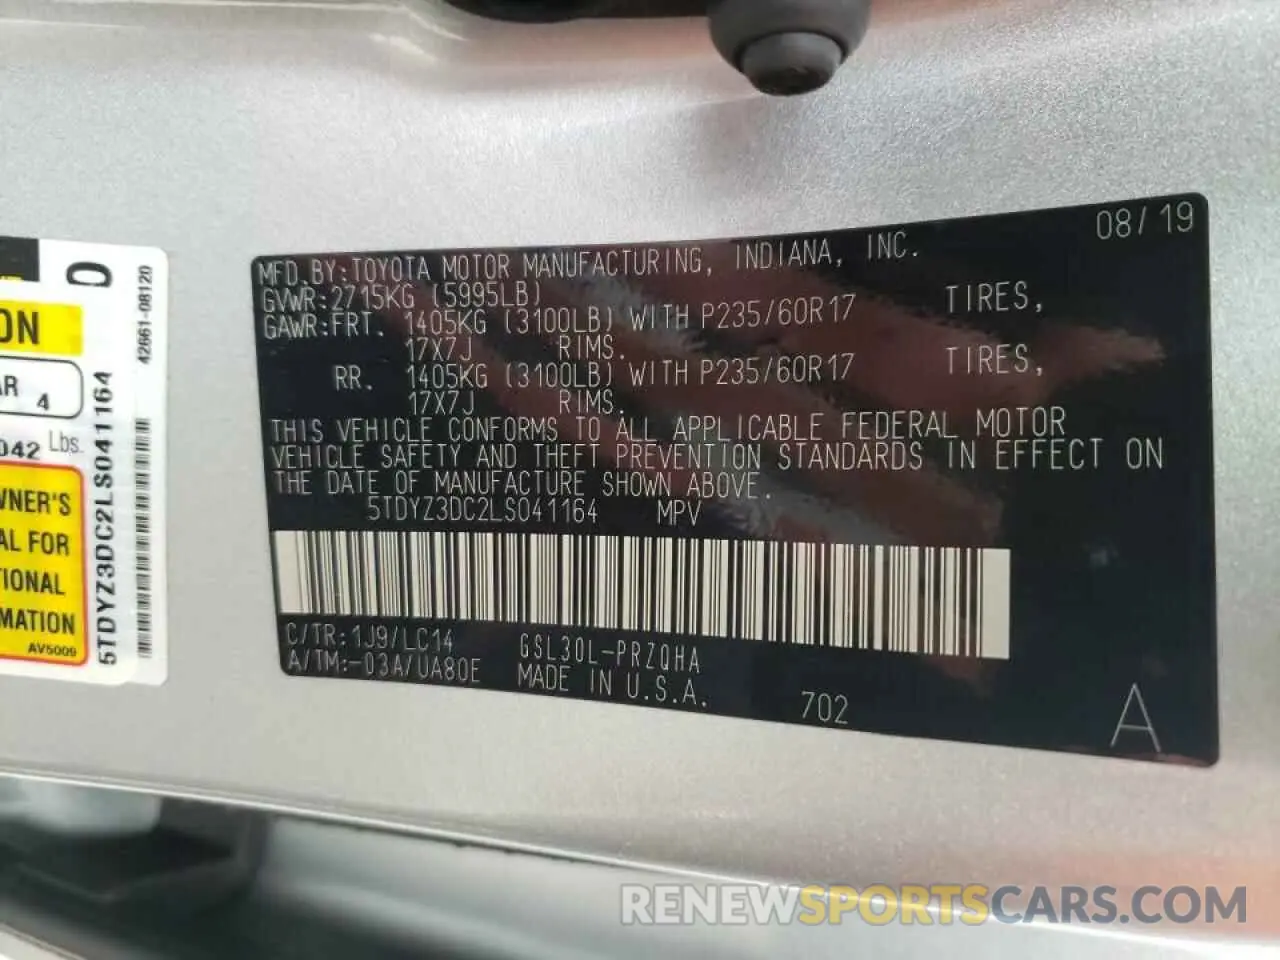 08/19
MFD. BY: TOYOTA MOTOR MANUFACTURING, INDIANA, INC.
GVWR: 2715KG (5995LB)
GAWR: FRT. 1405KG (3100LB) WITH P235/60R17 TIRES,
17X7J RIMS.
RR. 1405KG (3100LB) WITH P235/60R17 TIRES,
17X7J RIMS.
THIS VEHICLE CONFORMS TO ALL APPLICABLE FEDERAL MOTOR
VEHICLE SAFETY AND THEFT PREVENTION STANDARDS IN EFFECT ON
THE DATE OF MANUFACTURE SHOWN ABOVE.
5TDYZ3DC2LS041164 MPV
C/TR: 1J9/LC14 GSL30L-PRZQHA
A/TM: -03A/UA80E MADE IN U.S.A.
702
A
ON
AR 4
042 Lbs.
WNER'S
AL FOR
TIONAL
MATION
AV5009
0
5TDYZ3DC2LS041164
42661-08120
RENEWSPORTSCARS.COM